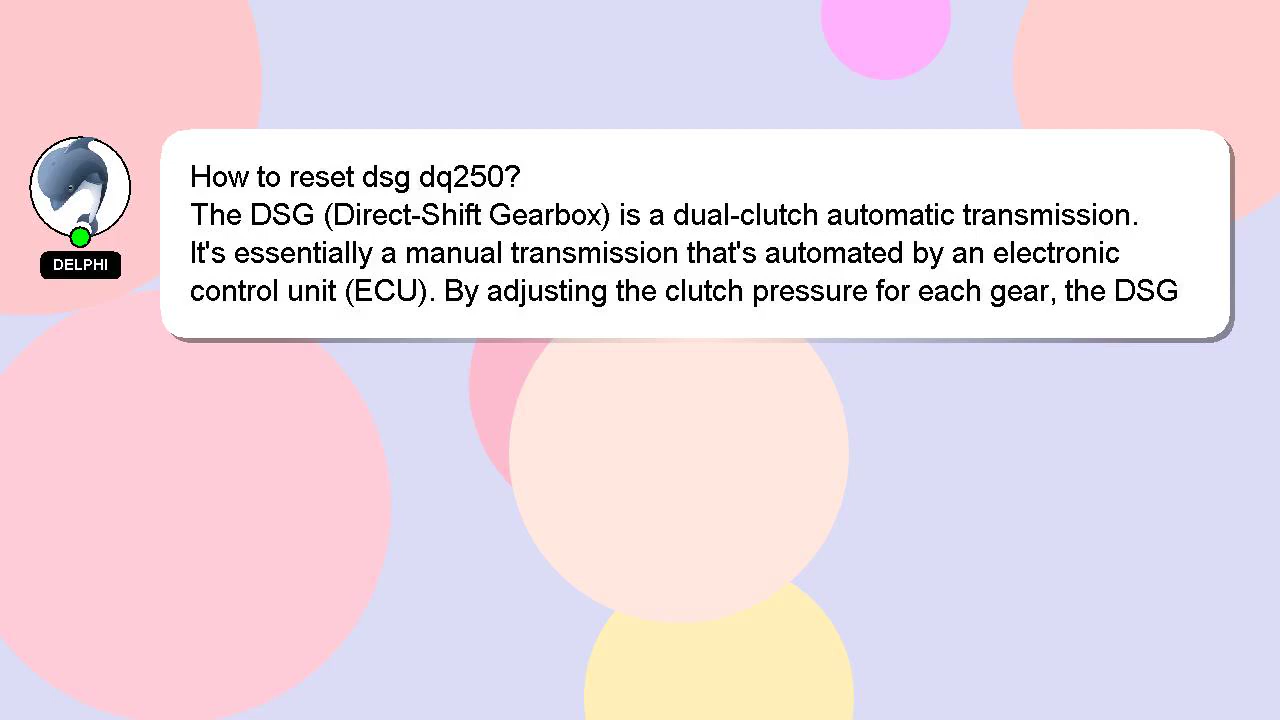 How to reset dsg dq250?
The DSG (Direct-Shift Gearbox) is a dual-clutch automatic transmission.
It's essentially a manual transmission that's automated by an electronic
control unit (ECU). By adjusting the clutch pressure for each gear, the DSG
DELPHI